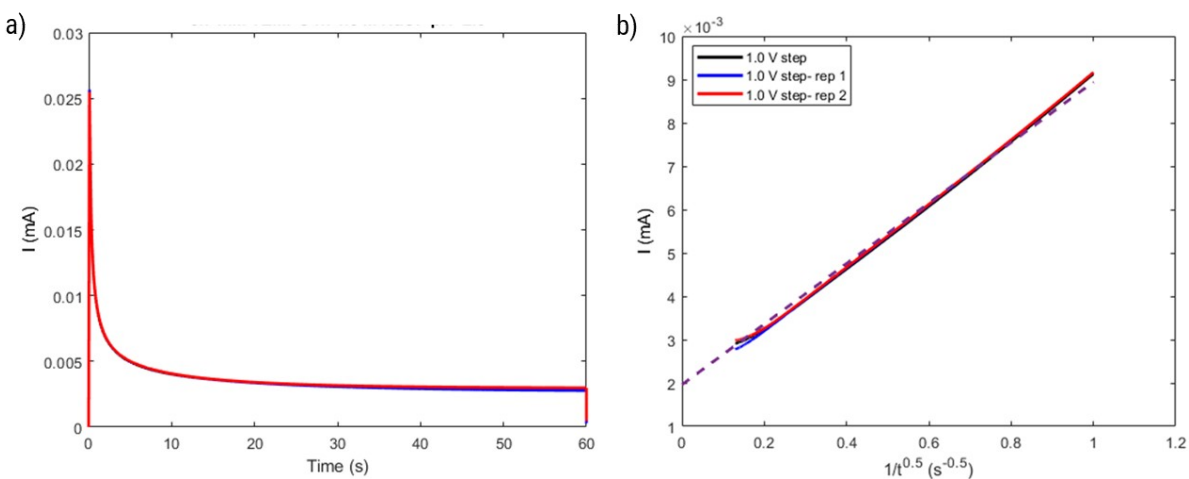 a)
0.03
0.025
0.02
0.015
0.01
0.005
0
I (mA)
0 10 20 30 40 50 60
Time (s)
b)
× 10⁻³
10
9
8
7
6
5
4
3
2
1
I (mA)
1.0 V step
1.0 V step- rep 1
1.0 V step- rep 2
0 0.2 0.4 0.6 0.8 1 1.2
1/t^0.5 (s^-0.5)